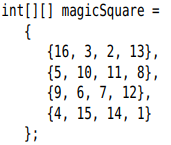 int[][] magicSquare =
{
{16, 3, 2, 13},
{5, 10, 11, 8},
{9, 6, 7, 12},
{4, 15, 14, 1}
};